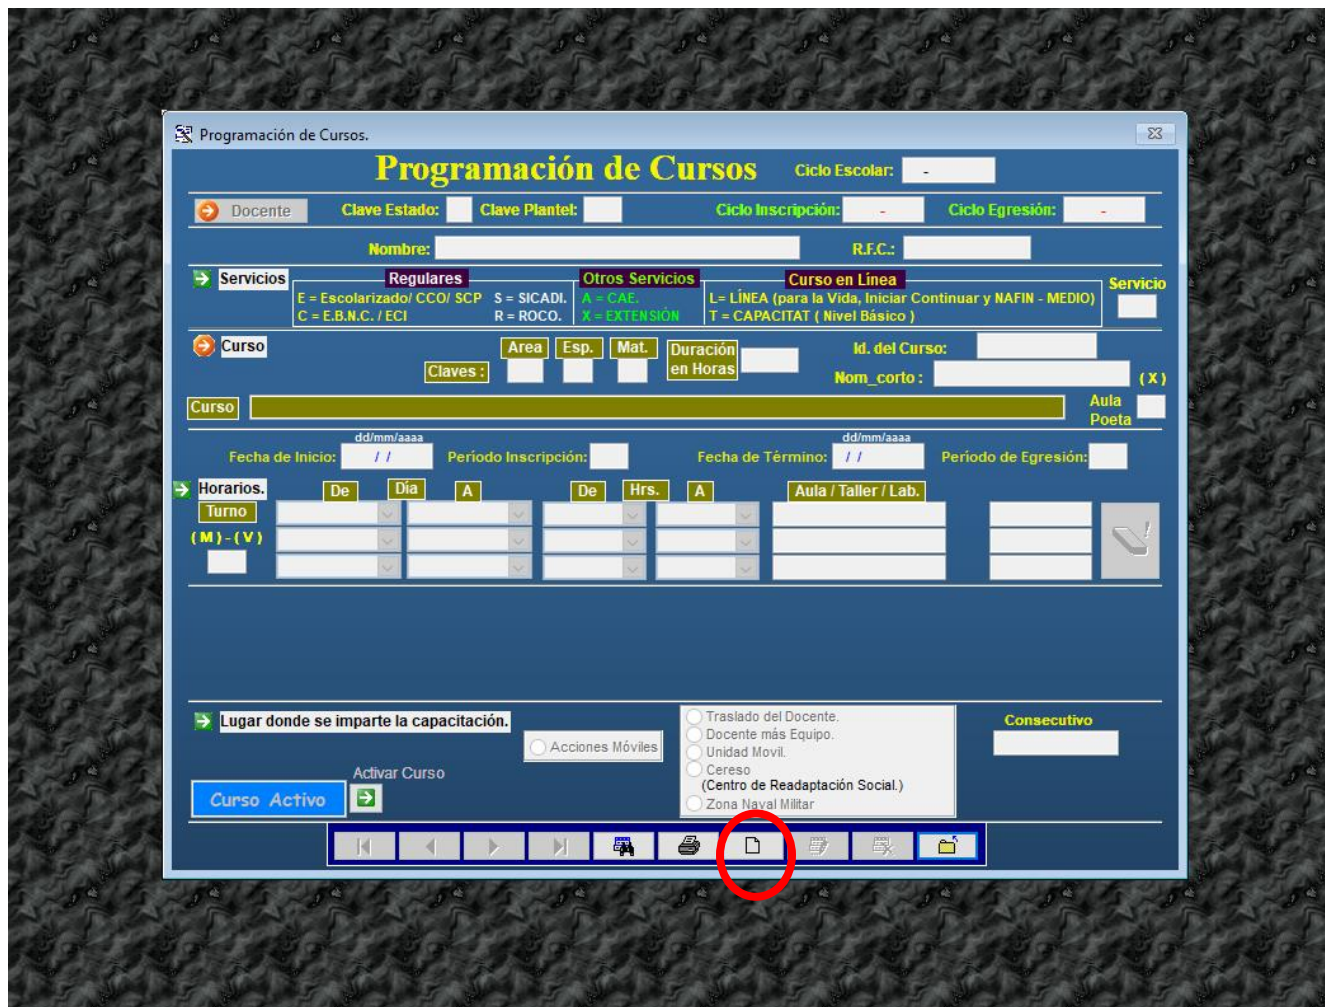 Programación de Cursos.
Programación de Cursos
Ciclo Escolar: -
Docente
Clave Estado:
Clave Plantel:
Ciclo Inscripción: -
Ciclo Egresión: -
Nombre:
R.F.C.:
Servicios
Regulares
Otros Servicios
Curso en Línea
Servicio
E = Escolarizado/ CCO/ SCP
S = SICADI.
A = CAE.
L= LÍNEA (para la Vida, Iniciar Continuar y NAFIN - MEDIO)
C = E.B.N.C. / ECI
R = ROCO.
X = EXTENSIÓN
T = CAPACITAT ( Nivel Básico )
Curso
Area
Esp.
Mat.
Duración
en Horas
Id. del Curso:
Claves :
Nom_corto :
( X )
Curso
Aula
Poeta
dd/mm/aaaa
dd/mm/aaaa
Fecha de Inicio: / /
Período Inscripción:
Fecha de Término: / /
Período de Egresión:
Horarios.
De
Día
A
De
Hrs.
A
Aula / Taller / Lab.
Turno
( M ) - ( V )
Lugar donde se imparte la capacitación.
Acciones Móviles
Traslado del Docente.
Docente más Equipo.
Unidad Movil.
Cereso
(Centro de Readaptación Social.)
Zona Naval Militar
Consecutivo
Activar Curso
Curso Activo